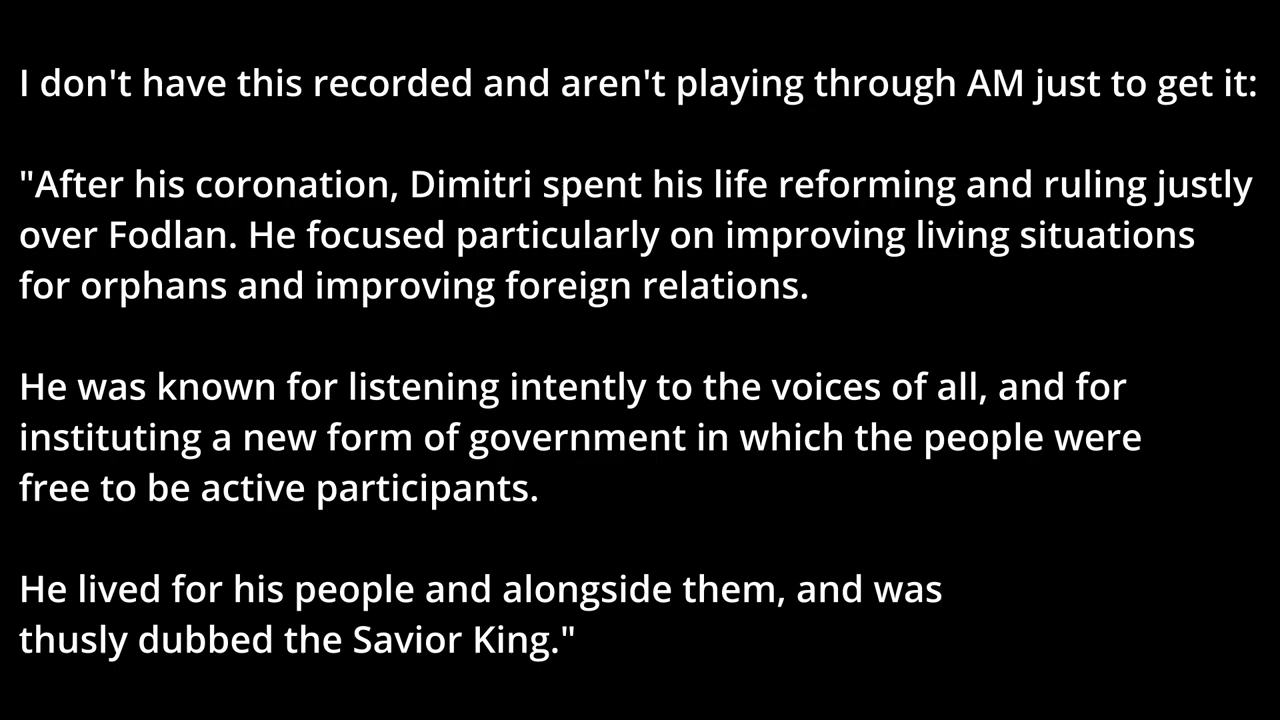 I don't have this recorded and aren't playing through AM just to get it:
"After his coronation, Dimitri spent his life reforming and ruling justly
over Fodlan. He focused particularly on improving living situations
for orphans and improving foreign relations.
He was known for listening intently to the voices of all, and for
instituting a new form of government in which the people were
free to be active participants.
He lived for his people and alongside them, and was
thusly dubbed the Savior King."